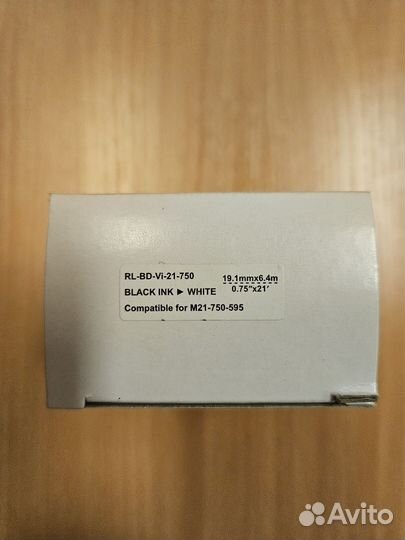 RL-BD-Vi-21-750
19.1mmx6.4m
BLACK INK ► WHITE
0.75"x21'
Compatible for M21-750-595
Avito